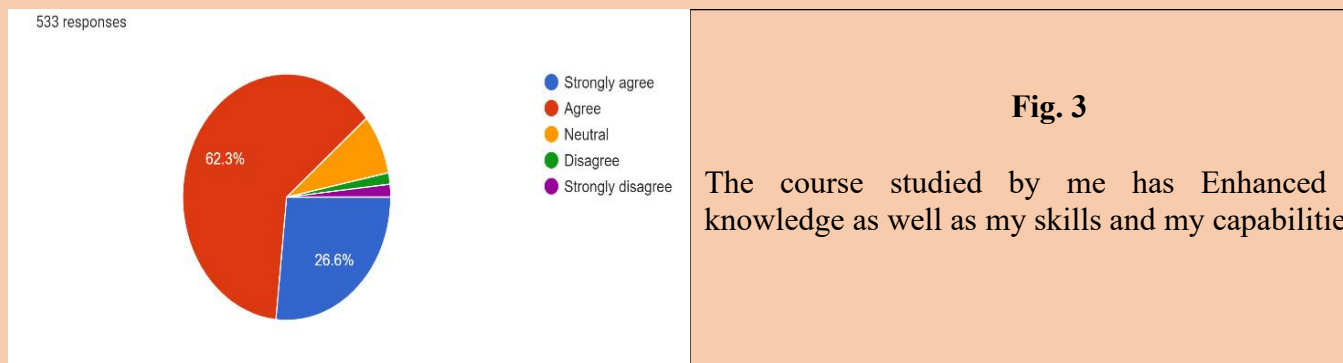 533 responses
Strongly agree
Agree
Neutral
Disagree
Strongly disagree
62.3%
26.6%
Fig. 3
The course studied by me has Enhanced
knowledge as well as my skills and my capabilitie